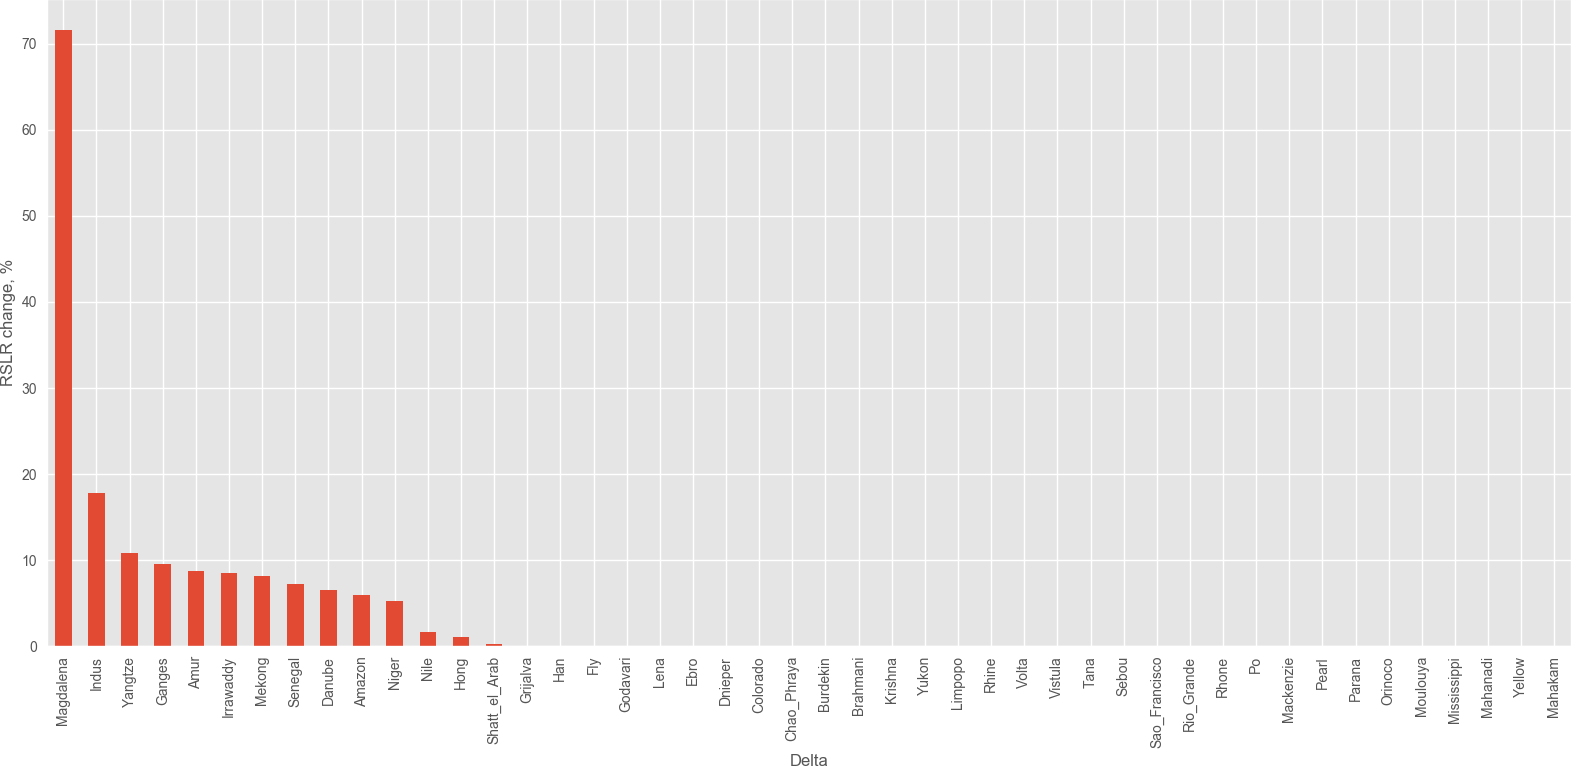 RSLR change, %
70
60
50
40
30
20
10
0
Magdalena
Indus
Yangtze
Ganges
Amur
Irrawaddy
Mekong
Senegal
Danube
Amazon
Niger
Nile
Hong
Shatt_el_Arab
Grijalva
Han
Fly
Godavari
Lena
Ebro
Dnieper
Colorado
Chao_Phraya
Burdekin
Brahmani
Krishna
Yukon
Limpopo
Rhine
Volta
Vistula
Tana
Sebou
Sao_Francisco
Rio_Grande
Rhone
Po
Mackenzie
Pearl
Parana
Orinoco
Moulouya
Mississippi
Mahanadi
Yellow
Mahakam
Delta